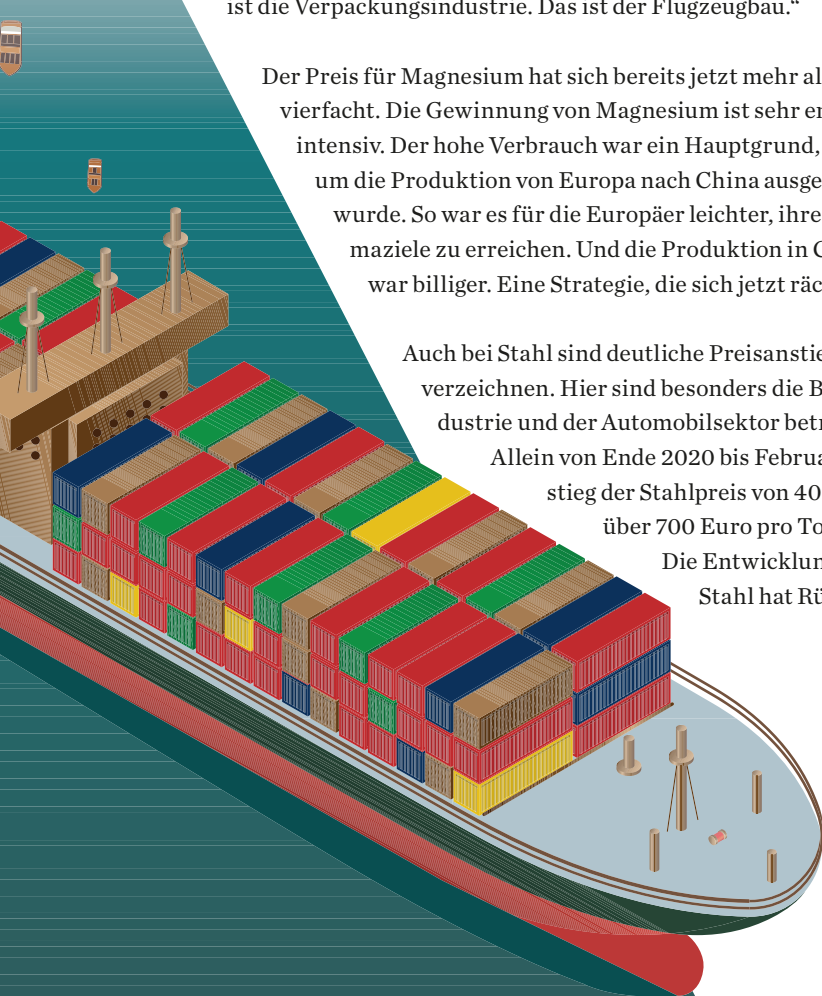 ist die Verpackungsindustrie. Das ist der Flugzeugbau.“
Der Preis für Magnesium hat sich bereits jetzt mehr al
vierfacht. Die Gewinnung von Magnesium ist sehr en
intensiv. Der hohe Verbrauch war ein Hauptgrund,
um die Produktion von Europa nach China ausge
wurde. So war es für die Europäer leichter, ihre
maziele zu erreichen. Und die Produktion in C
war billiger. Eine Strategie, die sich jetzt räc
Auch bei Stahl sind deutliche Preisanstie
verzeichnen. Hier sind besonders die B
dustrie und der Automobilsektor betr
Allein von Ende 2020 bis Februa
stieg der Stahlpreis von 40
über 700 Euro pro To
Die Entwicklun
Stahl hat Rü